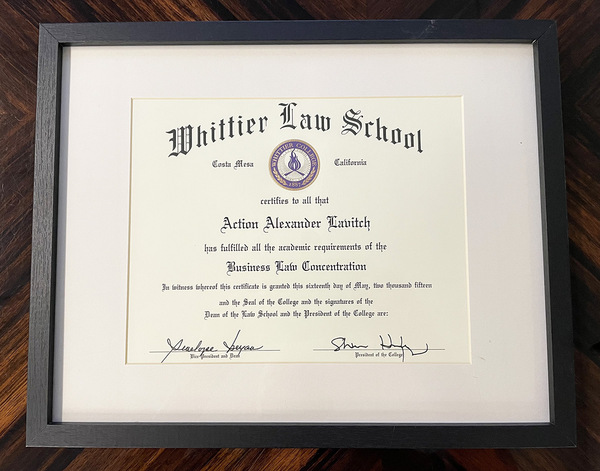 Whittier Law School
Costa Mesa California
WHITTIER COLLEGE
1887
certifies to all that
Action Alexander Lavitch
has fulfilled all the academic requirements of the
Business Law Concentration
In witness whereof this certificate is granted this sixteenth day of May, two thousand fifteen
and the Seal of the College and the signatures of the
Dean of the Law School and the President of the College are:
Vice President and Dean President of the College